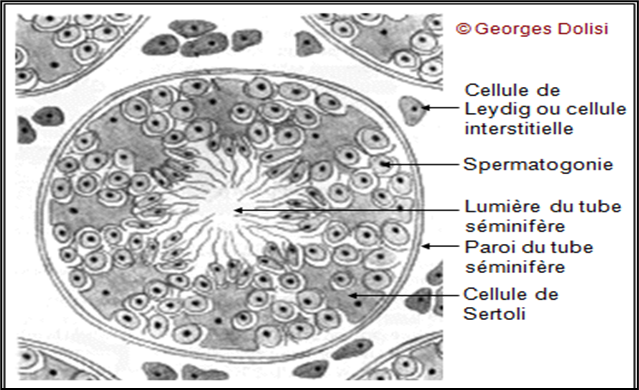 © Georges Dolisi
Cellule de
Leydig ou cellule
interstitielle
Spermatogonie
Lumière du tube
séminifère
Paroi du tube
séminifère
Cellule de
Sertoli